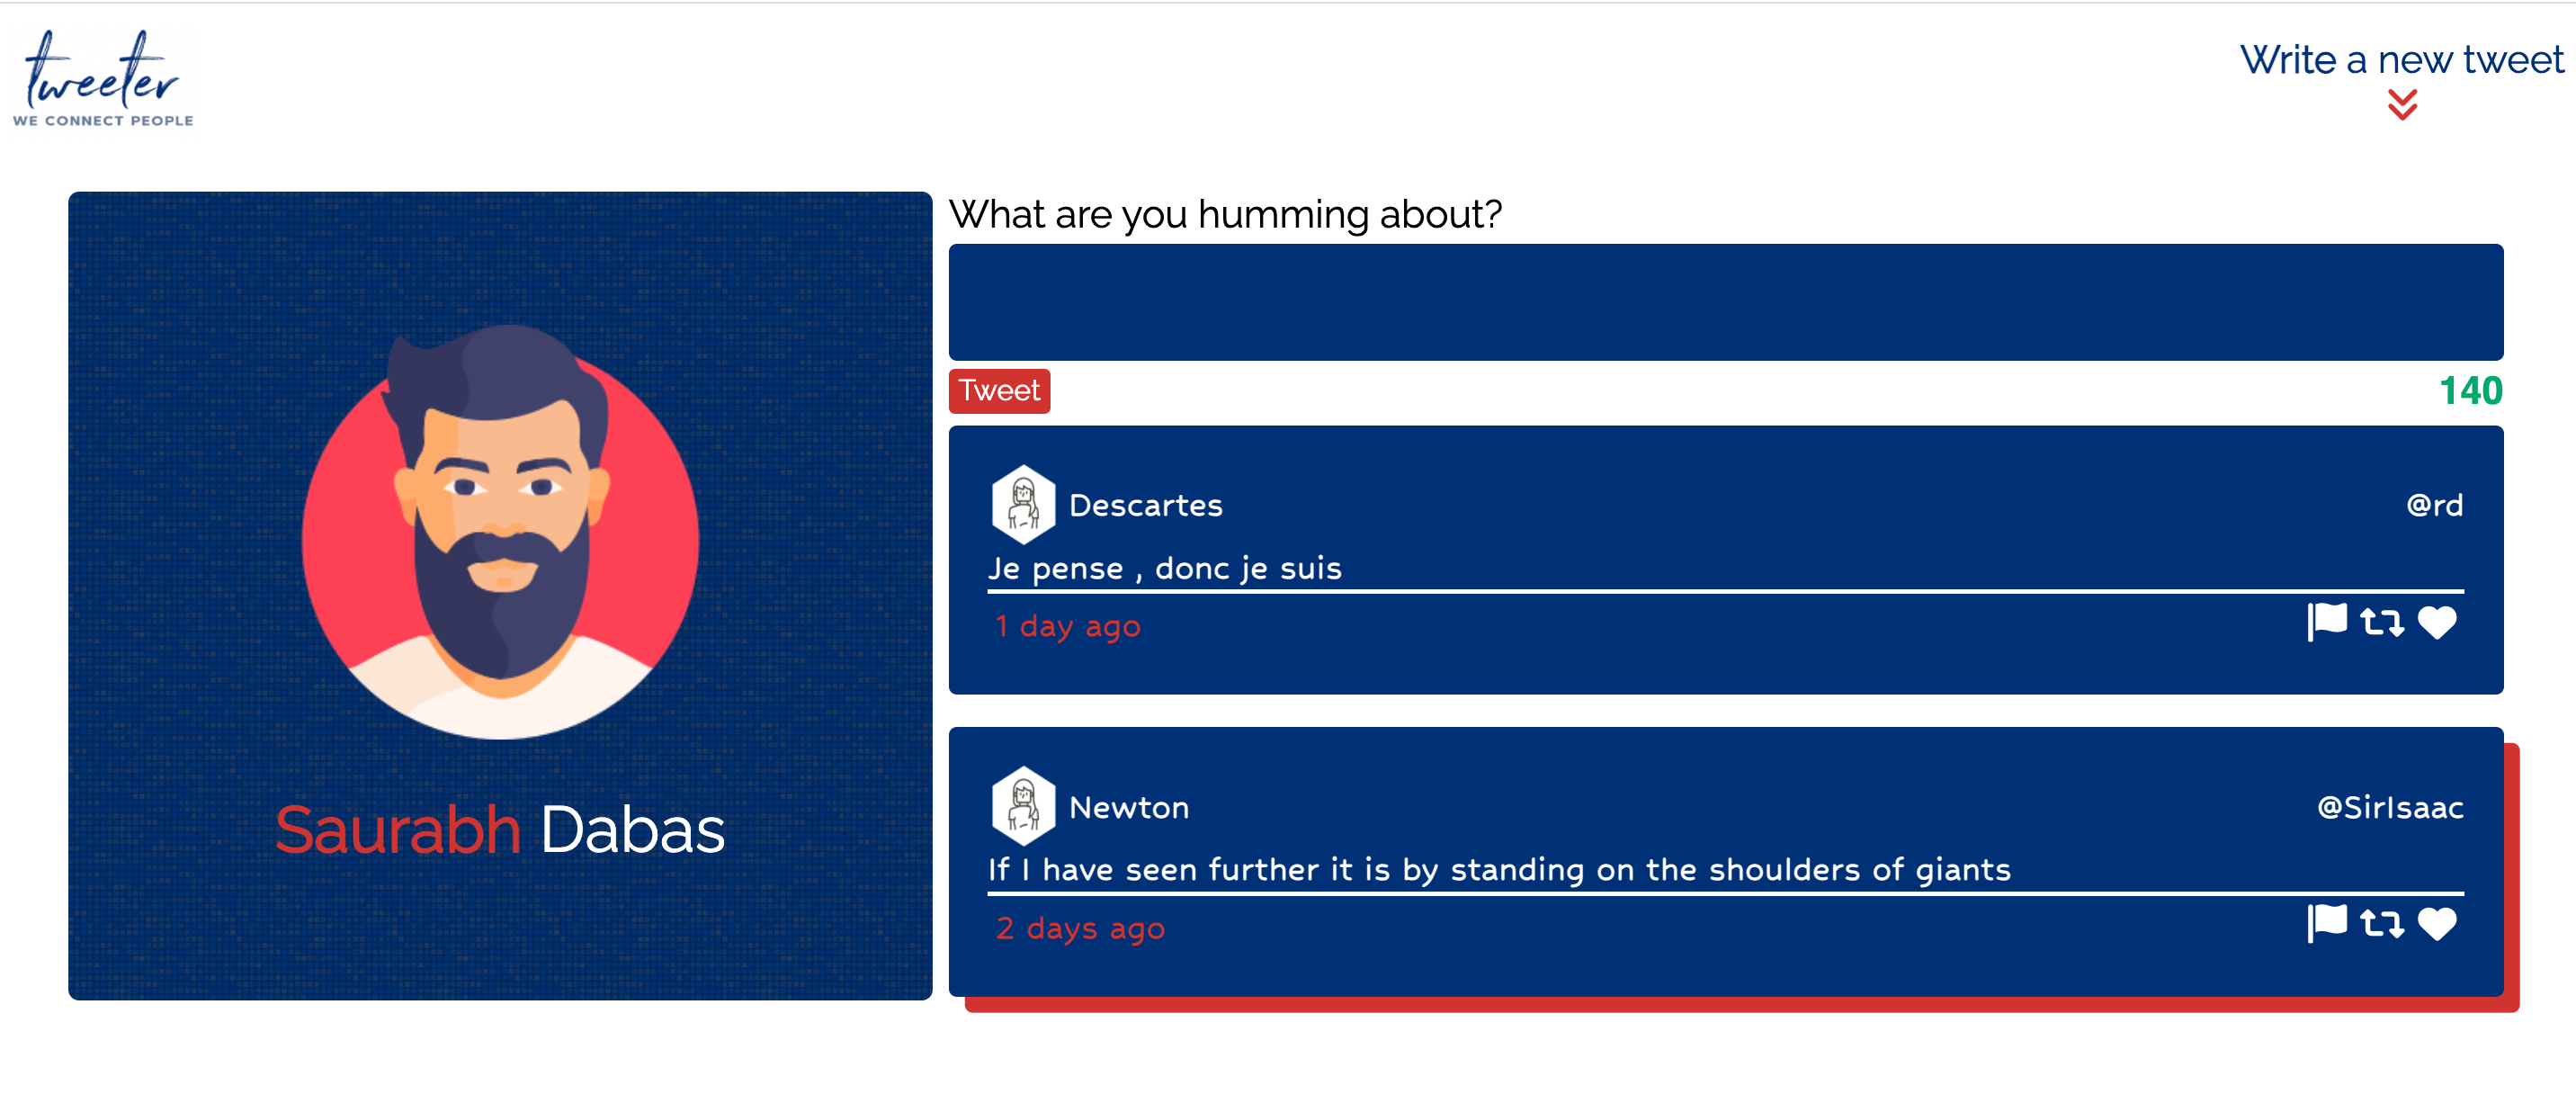 tweeter
WE CONNECT PEOPLE
Write a new tweet
What are you humming about?
Tweet
140
Descartes
@rd
Je pense , donc je suis
1 day ago
Newton
@SirIsaac
If I have seen further it is by standing on the shoulders of giants
2 days ago
Saurabh Dabas